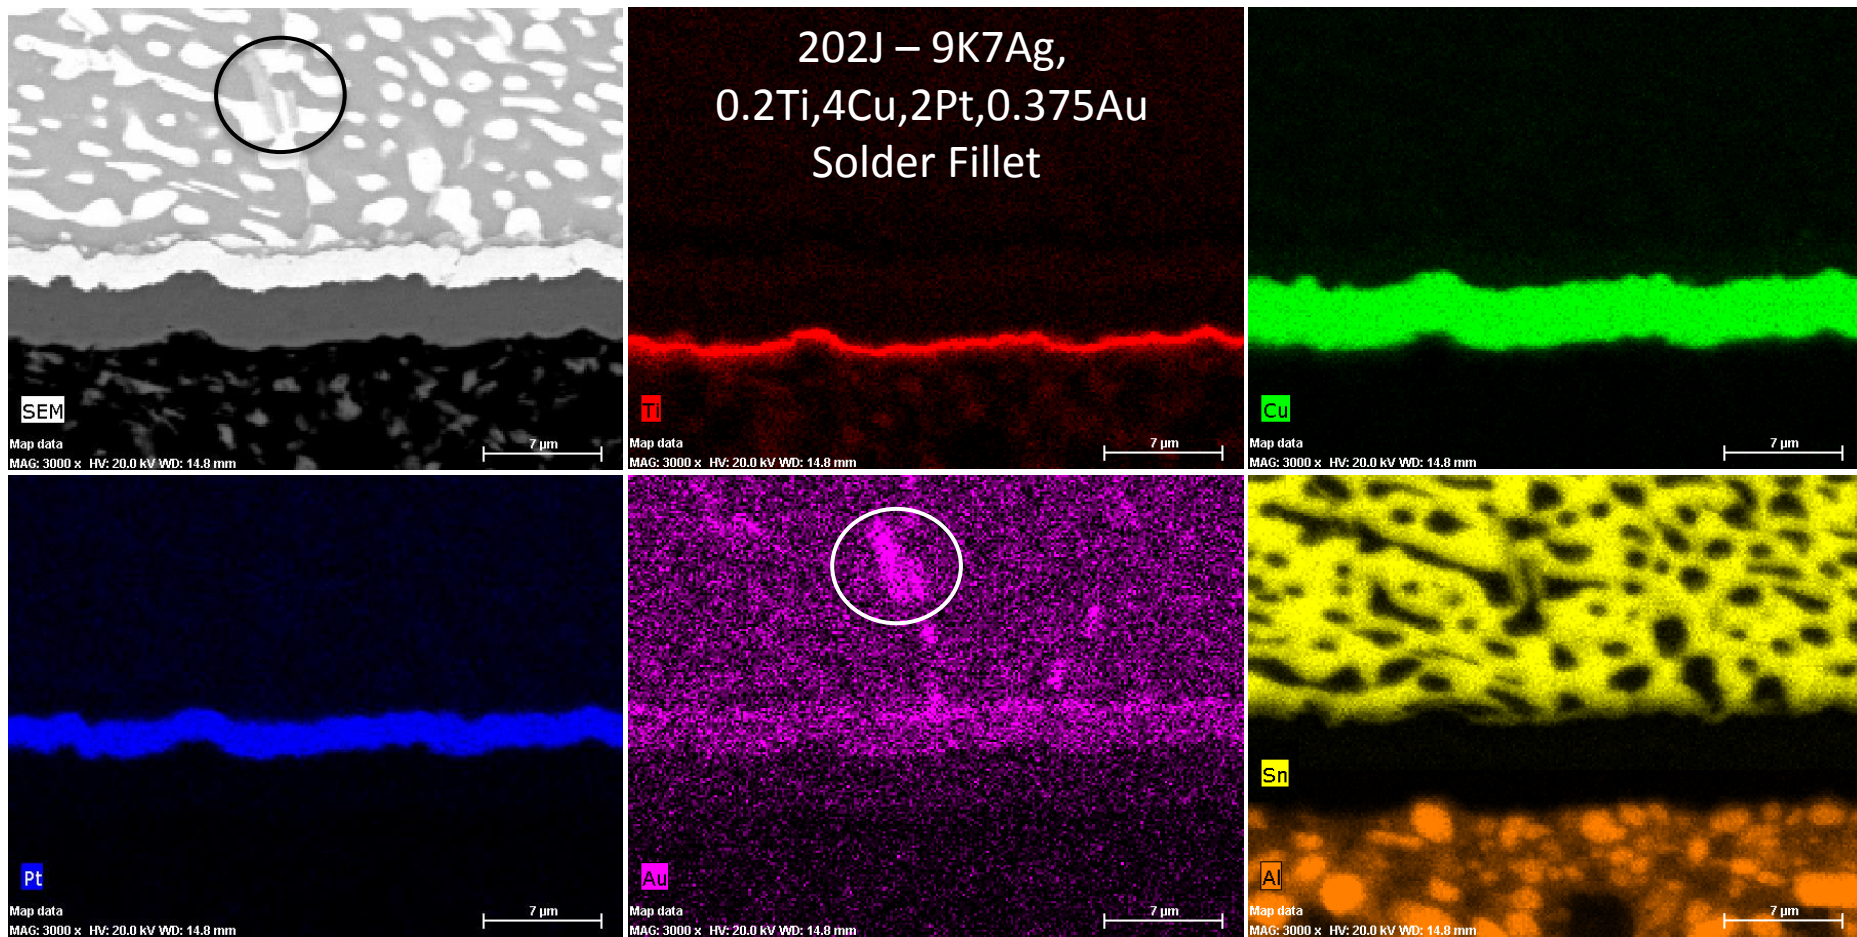 202J – 9K7Ag,
0.2Ti,4Cu,2Pt,0.375Au
Solder Fillet
SEM
Map data
7 µm
MAG: 3000 x HV: 20.0 kV WD: 14.8 mm
Ti
Map data
7 µm
MAG: 3000 x HV: 20.0 kV WD: 14.8 mm
Cu
Map data
7 µm
MAG: 3000 x HV: 20.0 kV WD: 14.8 mm
Pt
Map data
7 µm
MAG: 3000 x HV: 20.0 kV WD: 14.8 mm
Au
Map data
7 µm
MAG: 3000 x HV: 20.0 kV WD: 14.8 mm
Sn
Al
Map data
7 µm
MAG: 3000 x HV: 20.0 kV WD: 14.8 mm